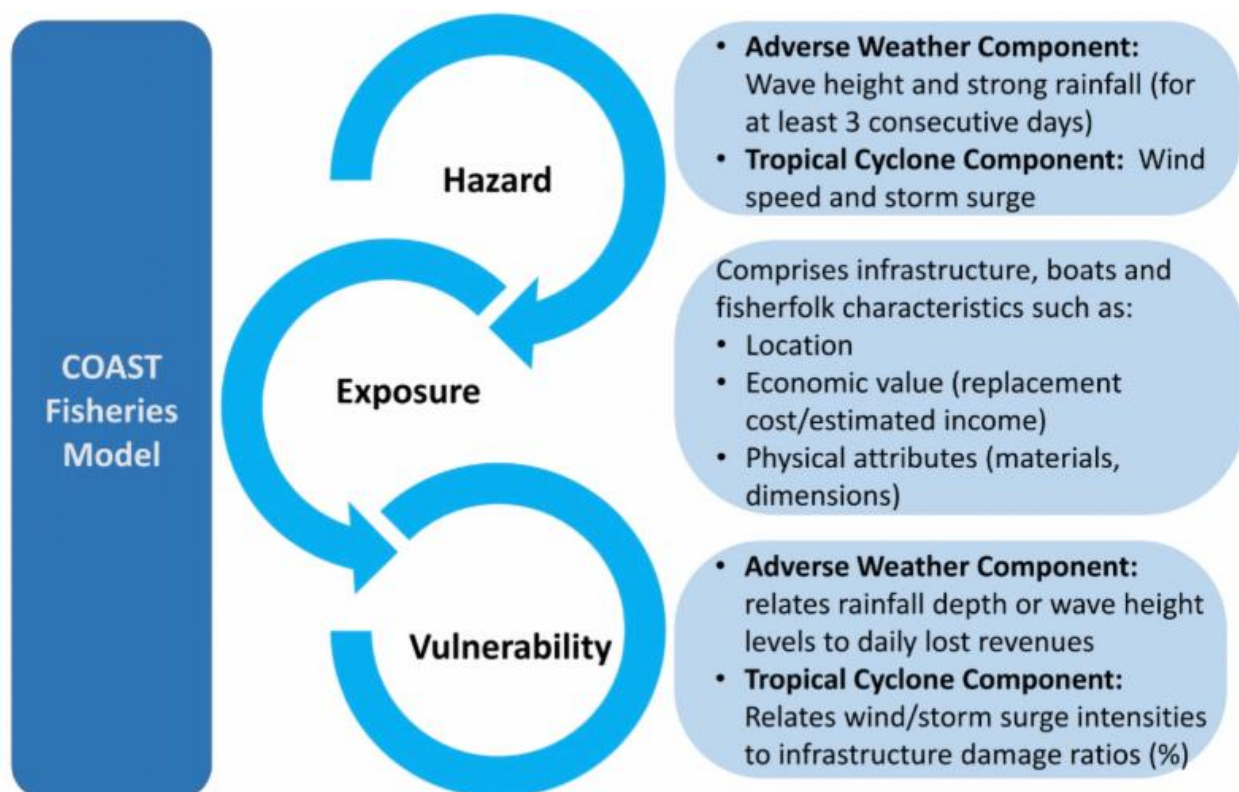 COAST
Fisheries
Model
Hazard
• Adverse Weather Component:
Wave height and strong rainfall (for
at least 3 consecutive days)
• Tropical Cyclone Component: Wind
speed and storm surge
Exposure
Comprises infrastructure, boats and
fisherfolk characteristics such as:
• Location
• Economic value (replacement
cost/estimated income)
• Physical attributes (materials,
dimensions)
Vulnerability
• Adverse Weather Component:
relates rainfall depth or wave height
levels to daily lost revenues
• Tropical Cyclone Component:
Relates wind/storm surge intensities
to infrastructure damage ratios (%)